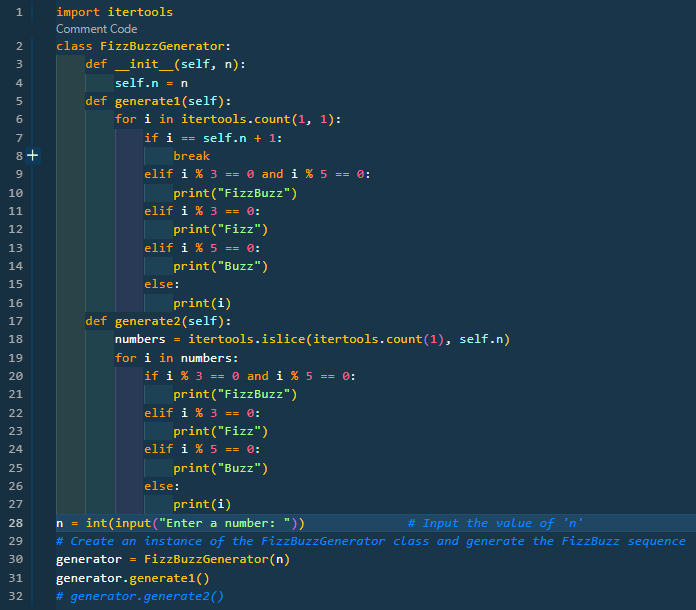 1 import itertools
Comment Code
2 class FizzBuzzGenerator:
3 def __init__(self, n):
4 self.n = n
5 def generate1(self):
6 for i in itertools.count(1, 1):
7 if i == self.n + 1:
8 + break
9 elif i % 3 == 0 and i % 5 == 0:
10 print("FizzBuzz")
11 elif i % 3 == 0:
12 print("Fizz")
13 elif i % 5 == 0:
14 print("Buzz")
15 else:
16 print(i)
17 def generate2(self):
18 numbers = itertools.islice(itertools.count(1), self.n)
19 for i in numbers:
20 if i % 3 == 0 and i % 5 == 0:
21 print("FizzBuzz")
22 elif i % 3 == 0:
23 print("Fizz")
24 elif i % 5 == 0:
25 print("Buzz")
26 else:
27 print(i)
28 n = int(input("Enter a number: ")) # Input the value of 'n'
29 # Create an instance of the FizzBuzzGenerator class and generate the FizzBuzz sequence
30 generator = FizzBuzzGenerator(n)
31 generator.generate1()
32 # generator.generate2()